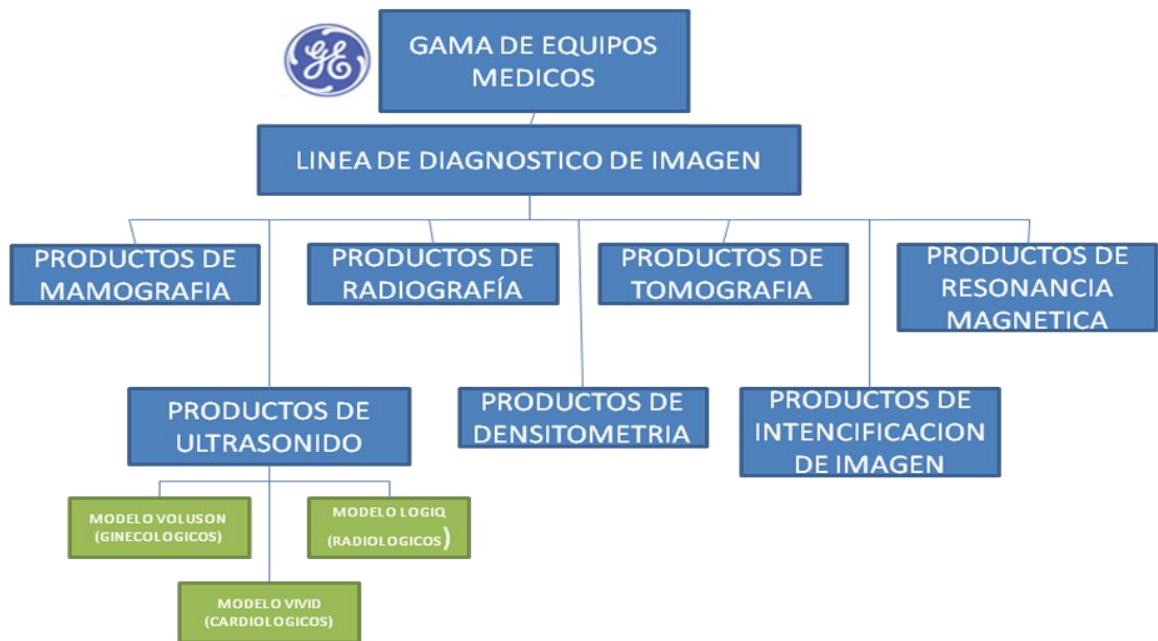 GE
GAMA DE EQUIPOS
MEDICOS
LINEA DE DIAGNOSTICO DE IMAGEN
PRODUCTOS DE
MAMOGRAFIA
PRODUCTOS DE
RADIOGRAFÍA
PRODUCTOS DE
TOMOGRAFIA
PRODUCTOS DE
RESONANCIA
MAGNETICA
PRODUCTOS DE
ULTRASONIDO
PRODUCTOS DE
DENSITOMETRIA
PRODUCTOS DE
INTENCIFICACION
DE IMAGEN
MODELO VOLUSON
(GINECOLOGICOS)
MODELO LOGIQ
(RADIOLOGICOS)
MODELO VIVID
(CARDIOLOGICOS)